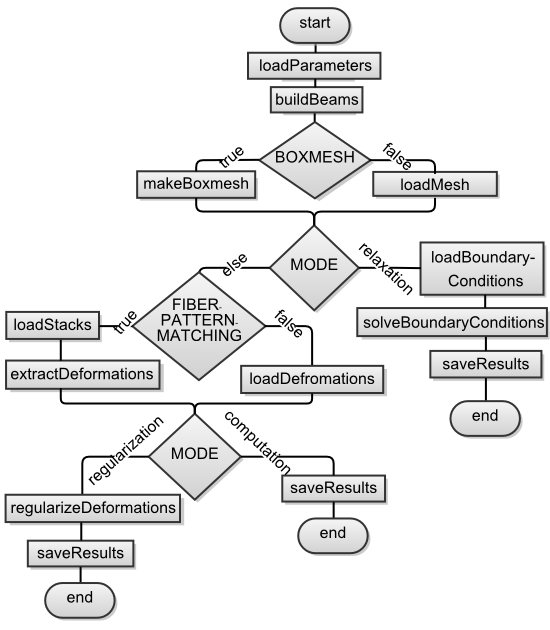 start
loadParameters
buildBeams
BOXMESH
true
false
makeBoxmesh
loadMesh
MODE
else
relaxation
loadBoundary-
Conditions
FIBER-
PATTERN-
MATCHING
true
false
loadStacks
solveBoundaryConditions
extractDeformations
loadDefromations
saveResults
end
MODE
regularization
computation
regularizeDeformations
saveResults
saveResults
end
end